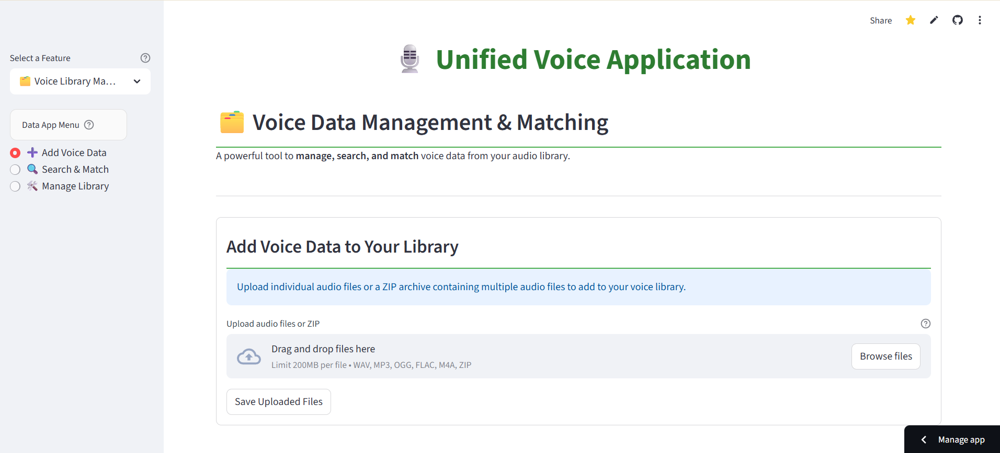 Share
Select a Feature
Voice Library Ma...
Data App Menu
Add Voice Data
Search & Match
Manage Library
Unified Voice Application
Voice Data Management & Matching
A powerful tool to manage, search, and match voice data from your audio library.
Add Voice Data to Your Library
Upload individual audio files or a ZIP archive containing multiple audio files to add to your voice library.
Upload audio files or ZIP
Drag and drop files here
Limit 200MB per file • WAV, MP3, OGG, FLAC, M4A, ZIP
Browse files
Save Uploaded Files
Manage app